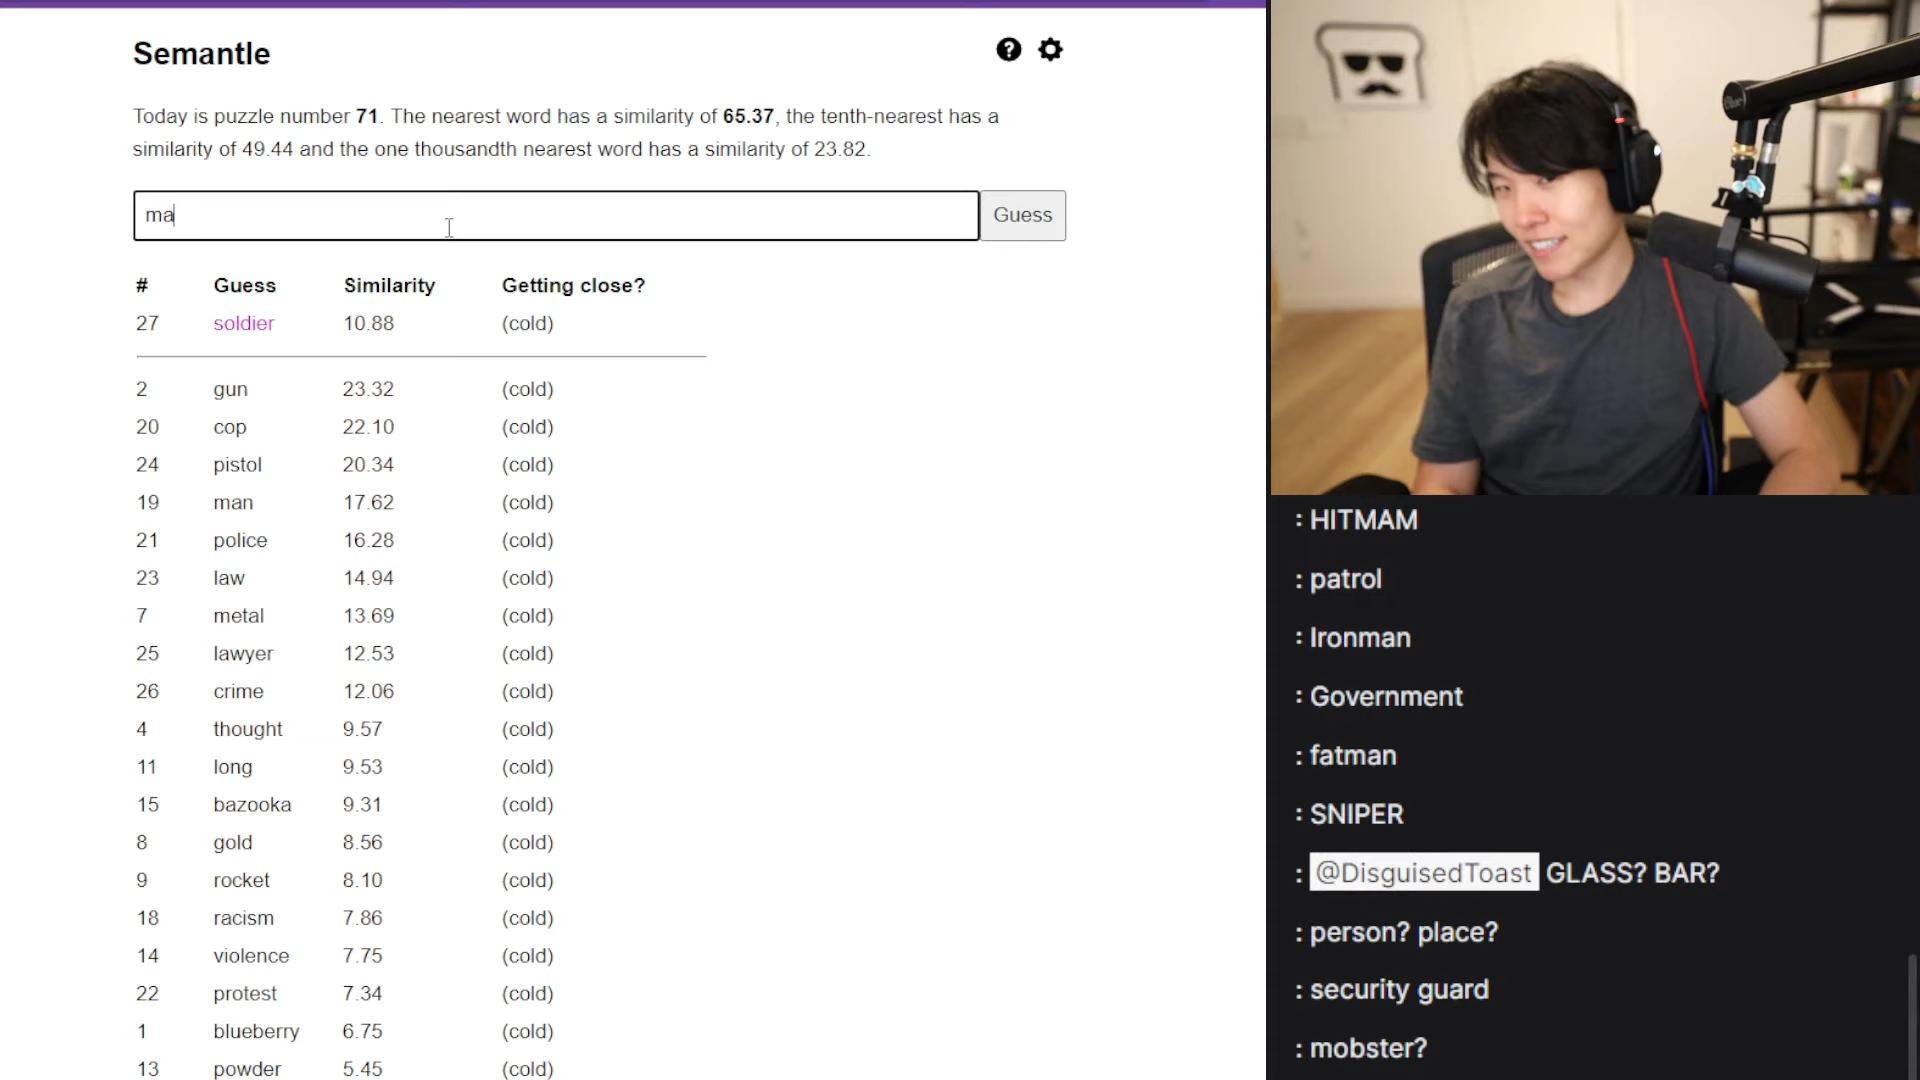 Semantle
Today is puzzle number 71. The nearest word has a similarity of 65.37, the tenth-nearest has a
similarity of 49.44 and the one thousandth nearest word has a similarity of 23.82.
ma
Guess
# Guess Similarity Getting close?
27 soldier 10.88 (cold)
2 gun 23.32 (cold)
20 cop 22.10 (cold)
24 pistol 20.34 (cold)
19 man 17.62 (cold)
21 police 16.28 (cold)
23 law 14.94 (cold)
7 metal 13.69 (cold)
25 lawyer 12.53 (cold)
26 crime 12.06 (cold)
4 thought 9.57 (cold)
11 long 9.53 (cold)
15 bazooka 9.31 (cold)
8 gold 8.56 (cold)
9 rocket 8.10 (cold)
18 racism 7.86 (cold)
14 violence 7.75 (cold)
22 protest 7.34 (cold)
1 blueberry 6.75 (cold)
13 powder 5.45 (cold)
: HITMAM
: patrol
: Ironman
: Government
: fatman
: SNIPER
: @DisguisedToast GLASS? BAR?
: person? place?
: security guard
: mobster?